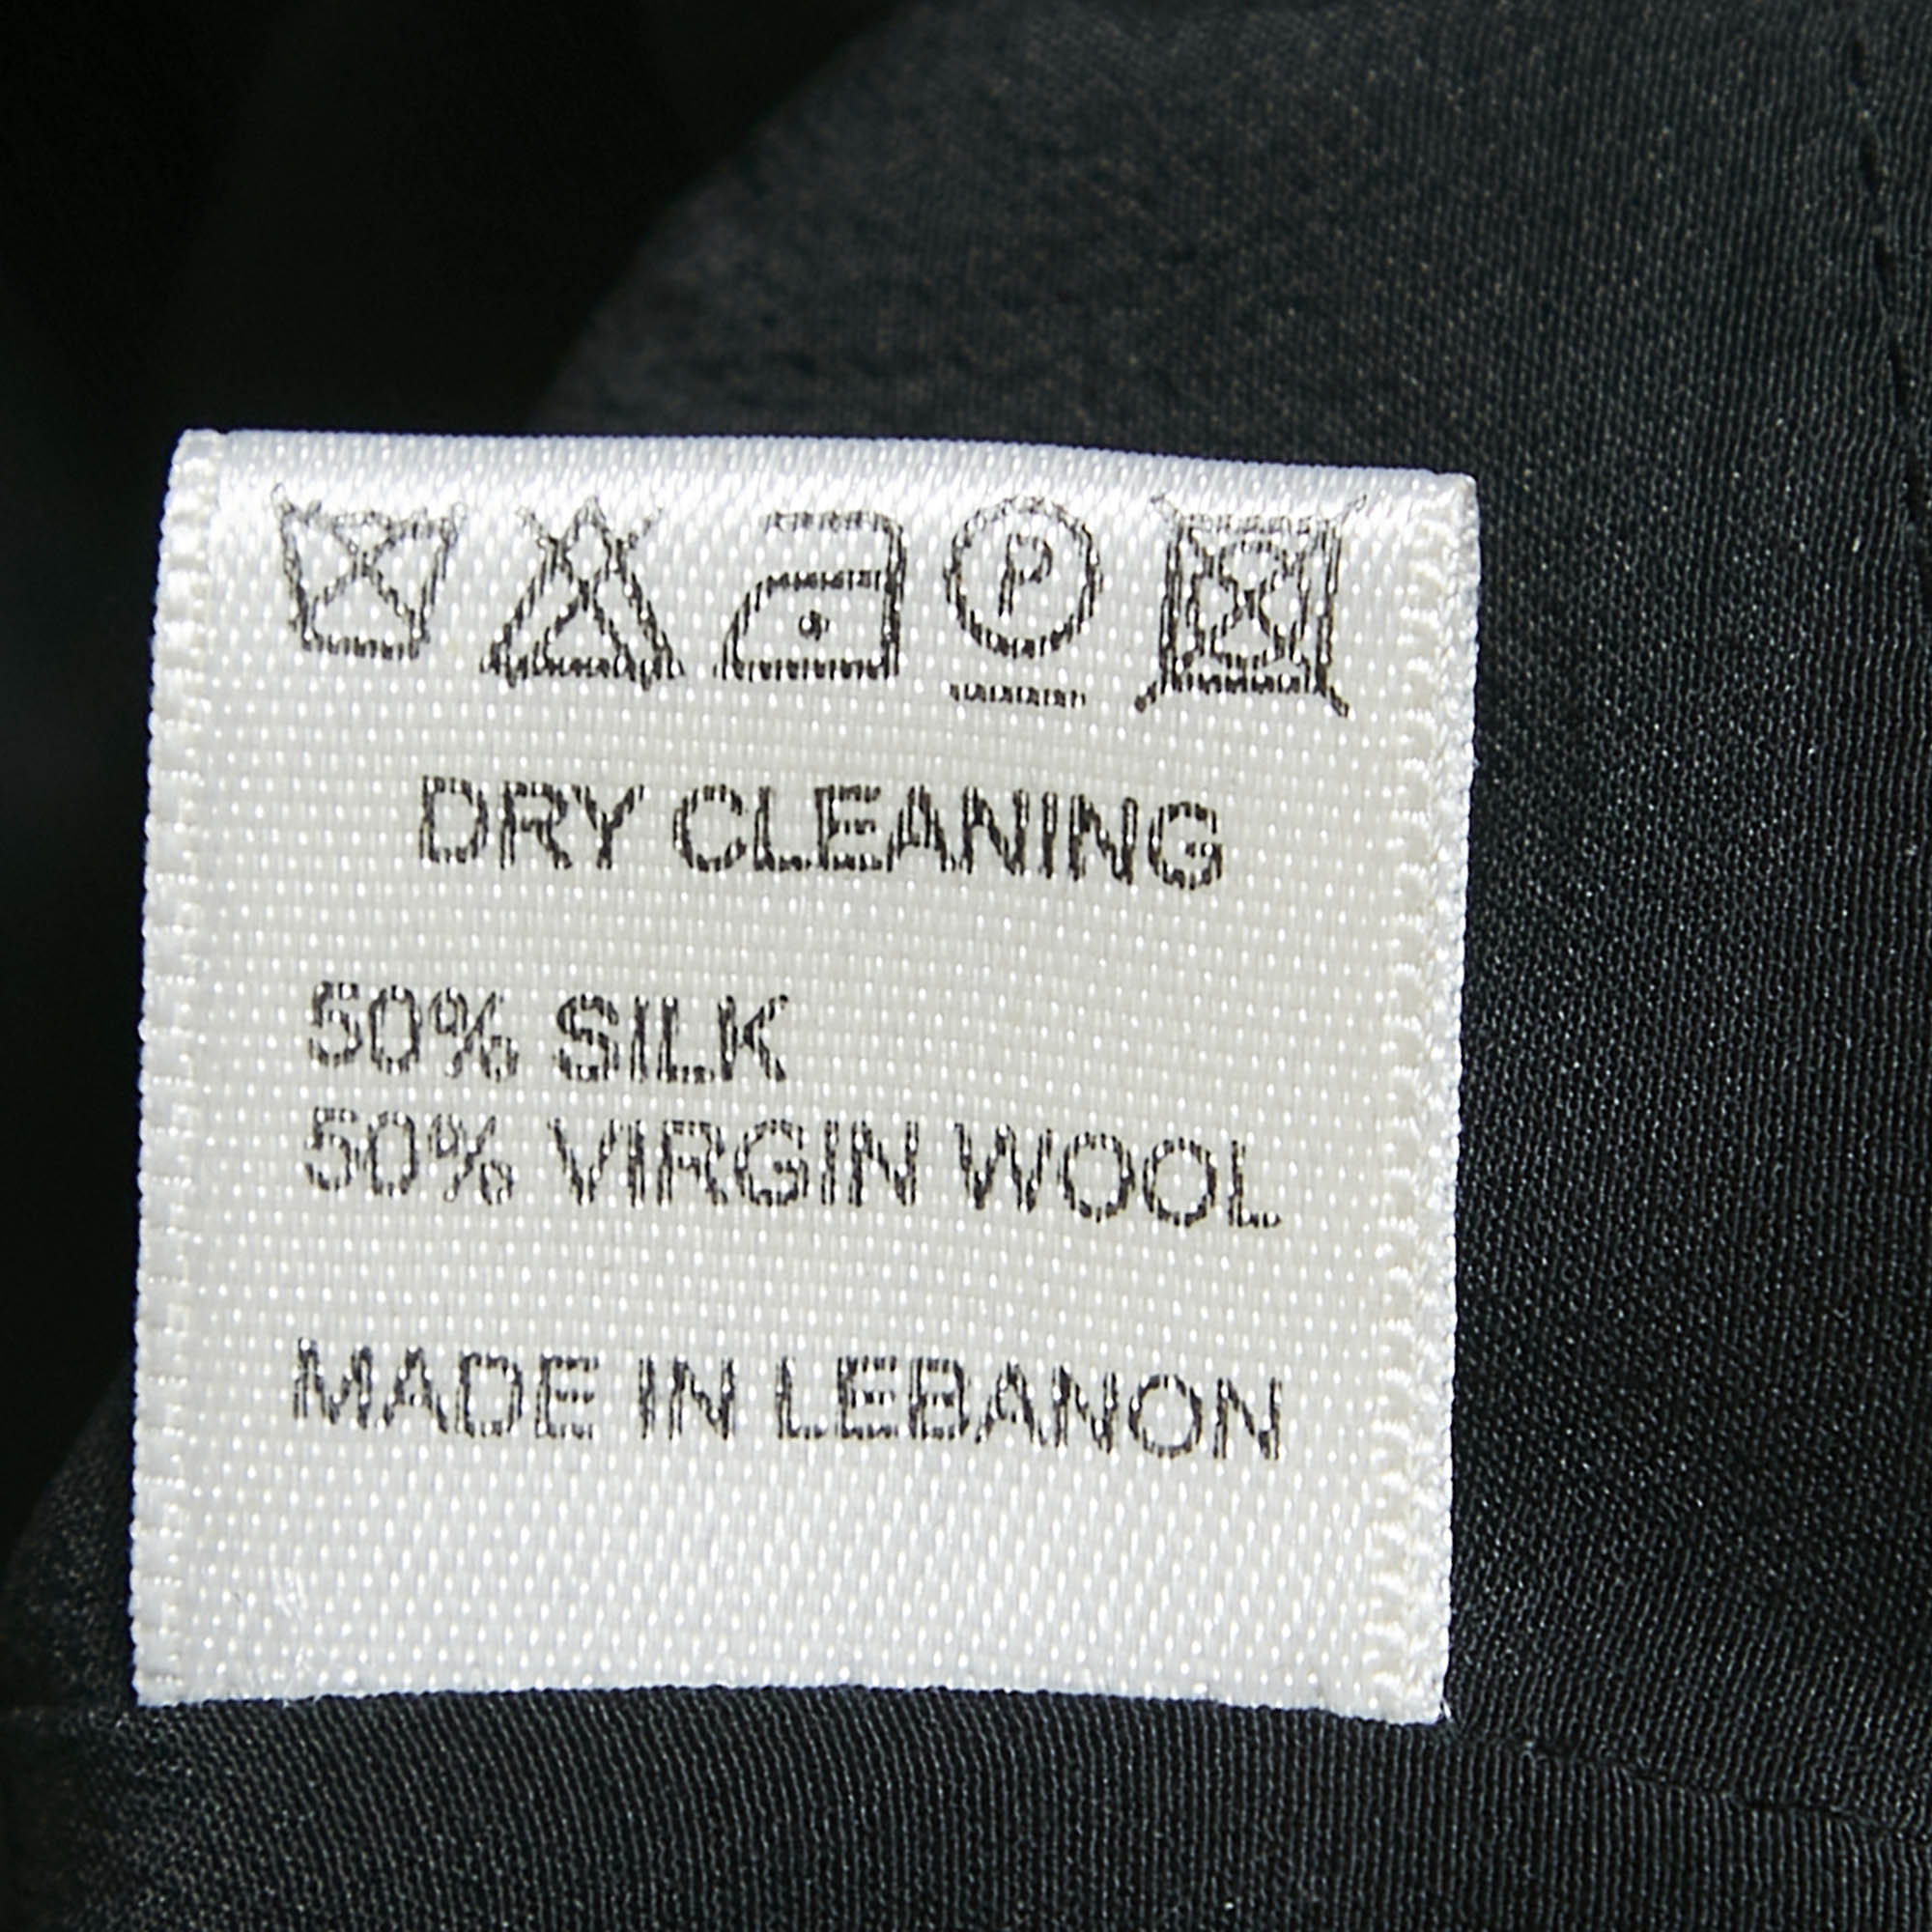 P
DRY CLEANING
50% SILK
50% VIRGIN WOOL
MADE IN LEBANON